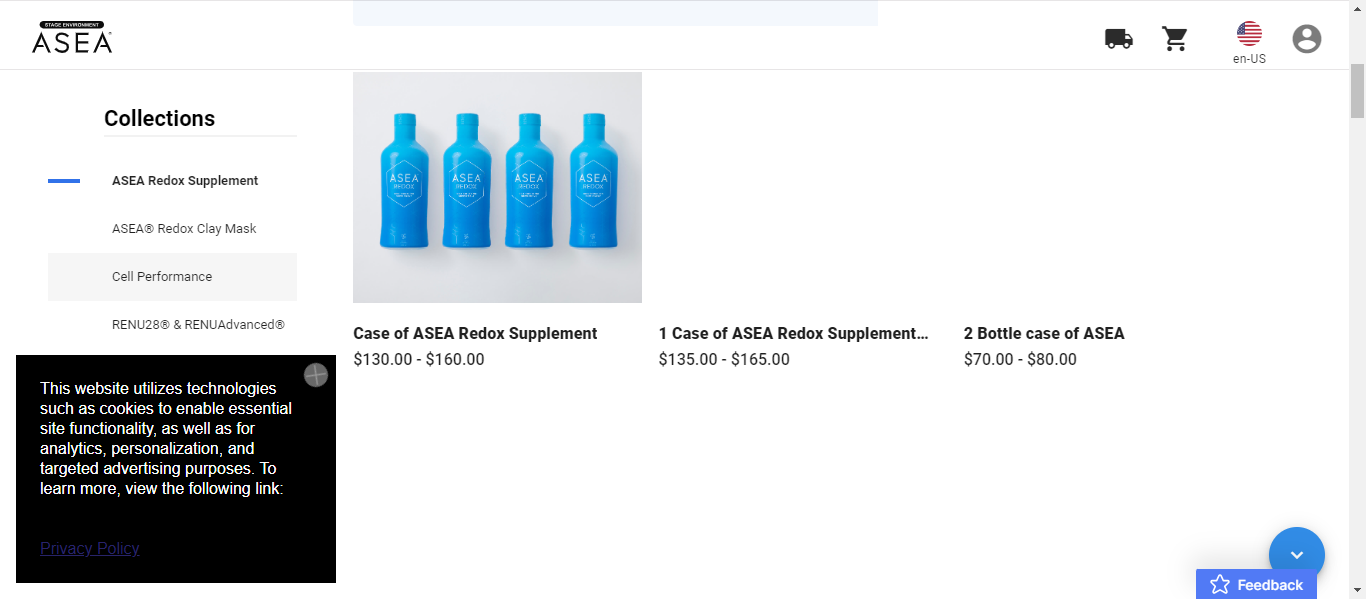 STAGE ENVIRONMENT
ASEA
en-US
Collections
ASEA Redox Supplement
ASEA® Redox Clay Mask
Cell Performance
RENU28® & RENUAdvanced®
ASEA ASEA ASEA ASEA
REDOX REDOX REDOX REDOX
Case of ASEA Redox Supplement
$130.00 - $160.00
1 Case of ASEA Redox Supplement...
$135.00 - $165.00
2 Bottle case of ASEA
$70.00 - $80.00
This website utilizes technologies
such as cookies to enable essential
site functionality, as well as for
analytics, personalization, and
targeted advertising purposes. To
learn more, view the following link:
Privacy Policy
Feedback